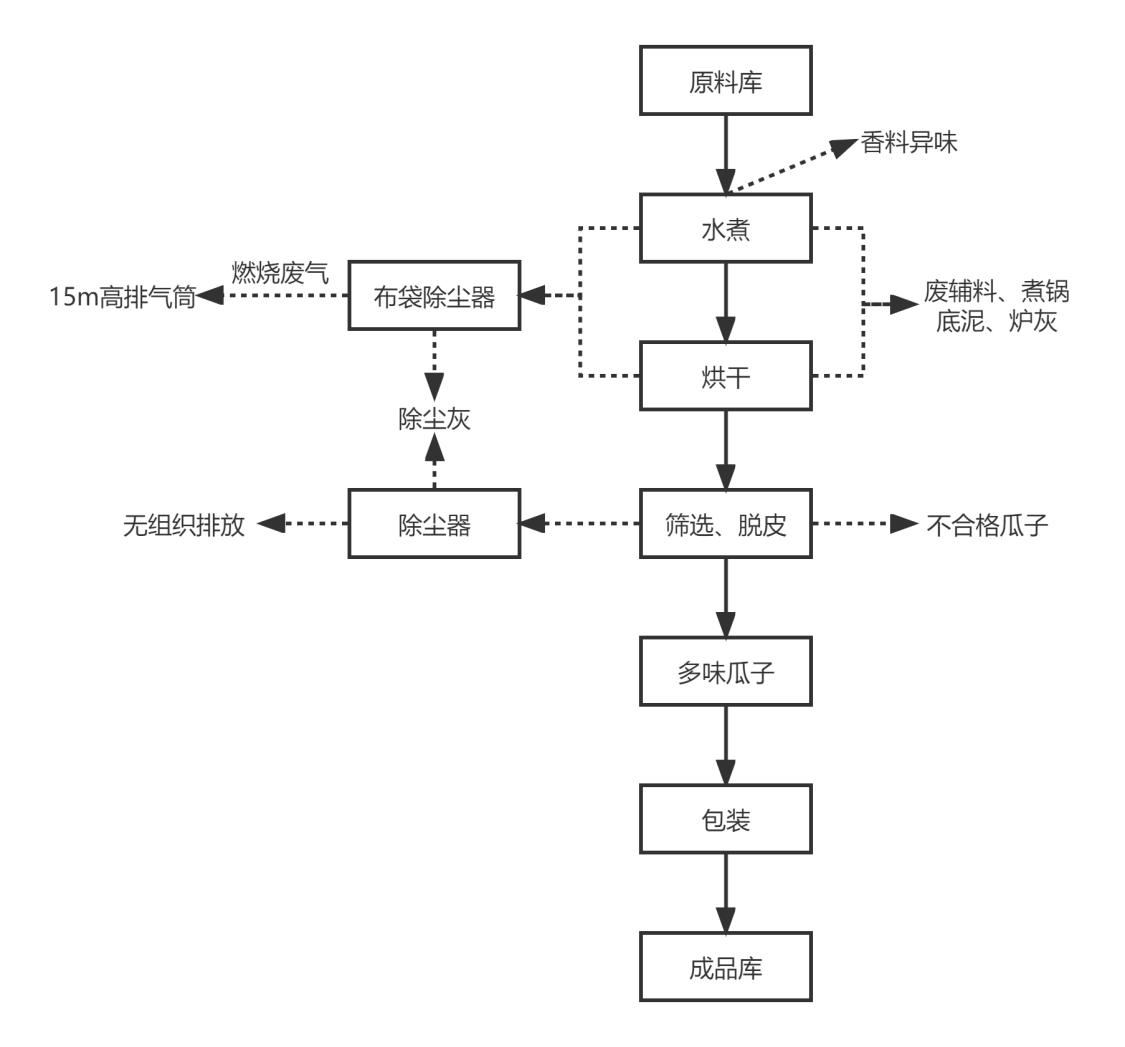 原料库
香料异味
水煮
燃烧废气
15m高排气筒
布袋除尘器
废辅料、煮锅
底泥、炉灰
烘干
除尘灰
无组织排放
除尘器
筛选、脱皮
不合格瓜子
多味瓜子
包装
成品库